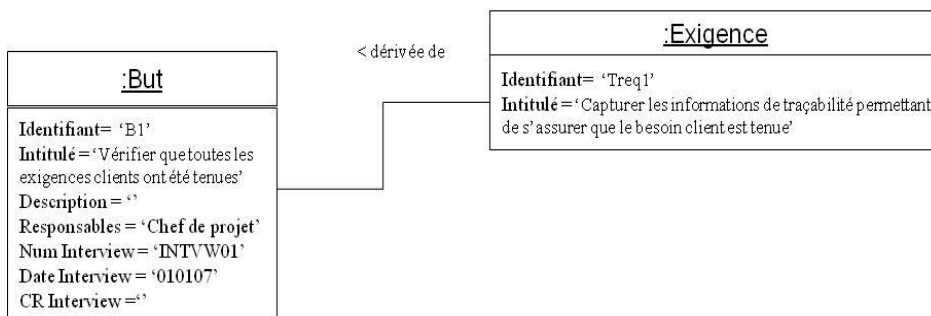 :But
Identifiant= ‘B1’
Intitulé = ‘Vérifier que toutes les
exigences clients ont été tenues’
Description = ‘’
Responsables = ‘Chef de projet’
Num Interview = ‘INTVW01’
Date Interview = ‘010107’
CR Interview =‘’
< dérivée de
:Exigence
Identifiant= ‘Treq1’
Intitulé = ‘Capturer les informations de traçabilité permettant
de s’assurer que le besoin client est tenue’